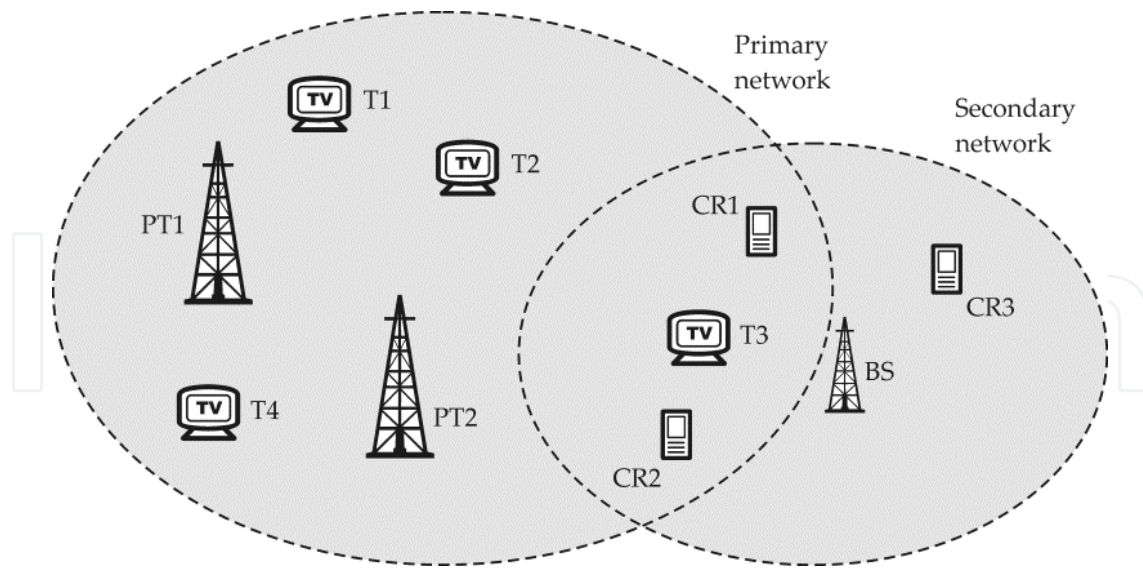 Primary
network
Secondary
network
TV T1
TV T2
PT1
CR1
CR3
TV T3
BS
TV T4
PT2
CR2